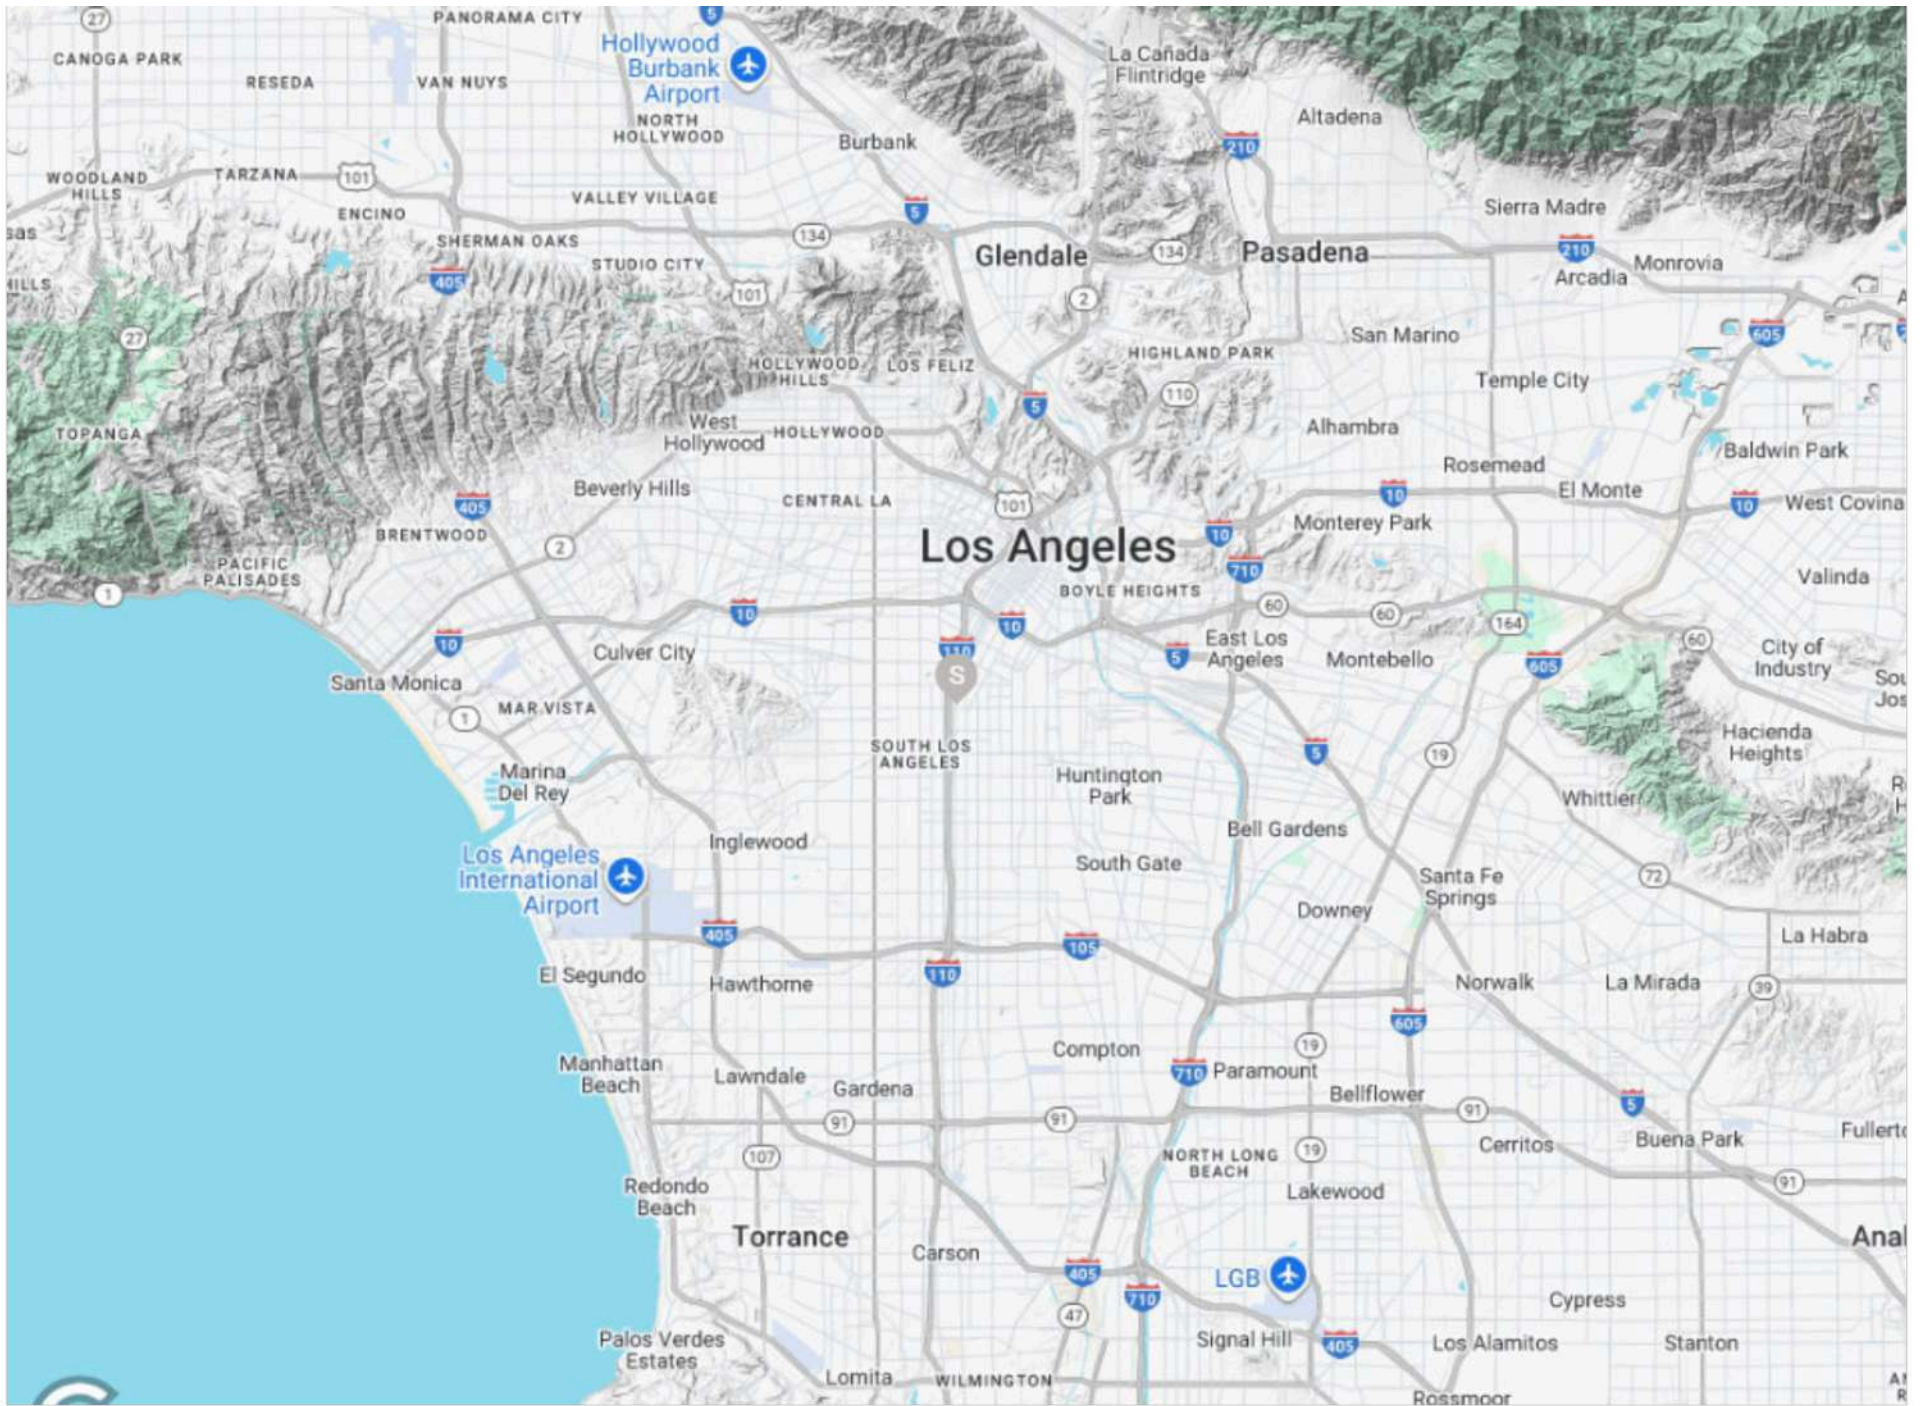 27
PANORAMA CITY
5
CANOGA PARK
RESEDA
VAN NUYS
Hollywood
Burbank
Airport
La Cañada
Flintridge
NORTH
HOLLYWOOD
Burbank
210
Altadena
WOODLAND
HILLS
TARZANA
101
ENCINO
VALLEY VILLAGE
5
Sierra Madre
SHERMAN OAKS
134
STUDIO CITY
Glendale
134
Pasadena
210
Arcadia
Monrovia
HILLS
405
101
2
27
605
San Marino
HOLLYWOOD
HILLS
LOS FELIZ
HIGHLAND PARK
Temple City
110
5
TOPANGA
West
Hollywood
HOLLYWOOD
Alhambra
Baldwin Park
Rosemead
Beverly Hills
CENTRAL LA
101
10
El Monte
10
West Covina
405
BRENTWOOD
2
Los Angeles
10
Monterey Park
PACIFIC
PALISADES
710
Valinda
1
BOYLE HEIGHTS
10
10
60
60
164
10
110
5
East Los
Angeles
Montebello
605
60
City of
Industry
Culver City
Santa Monica
S
1
MAR VISTA
SOUTH LOS
ANGELES
5
19
Hacienda
Heights
Marina
Del Rey
Huntington
Park
Whittier
Inglewood
Bell Gardens
Los Angeles
International
Airport
South Gate
Santa Fe
Springs
72
Downey
405
105
La Habra
El Segundo
Hawthorne
110
Norwalk
La Mirada
39
605
Manhattan
Beach
Compton
19
Lawndale
Gardena
710
Paramount
Bellflower
5
91
91
91
107
NORTH LONG
BEACH
19
Cerritos
Buena Park
91
Redondo
Beach
Lakewood
Torrance
Carson
405
710
LGB
Cypress
47
Palos Verdes
Estates
Signal Hill
405
Los Alamitos
Stanton
Lomita
WILMINGTON
Rossmoor